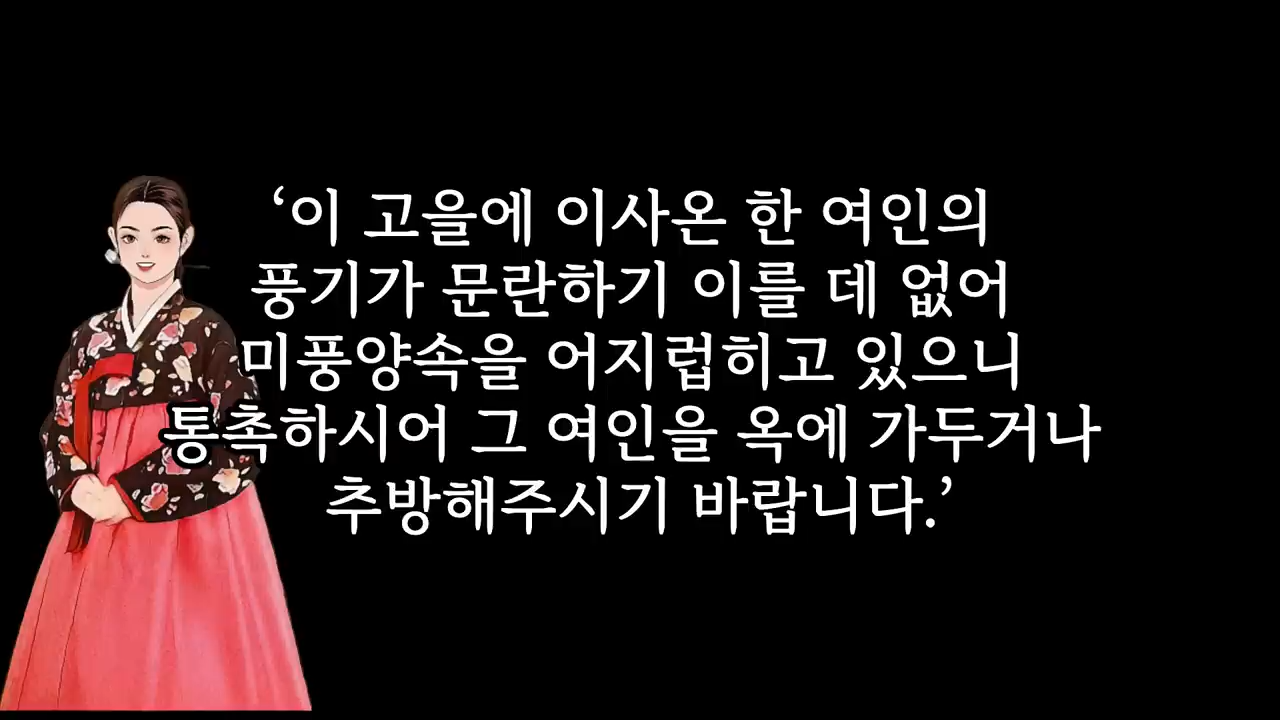 ‘이 고을에 이사온 한 여인의
풍기가 문란하기 이를 데 없어
미풍양속을 어지럽히고 있으니
통촉하시어 그 여인을 옥에 가두거나
추방해주시기 바랍니다.’